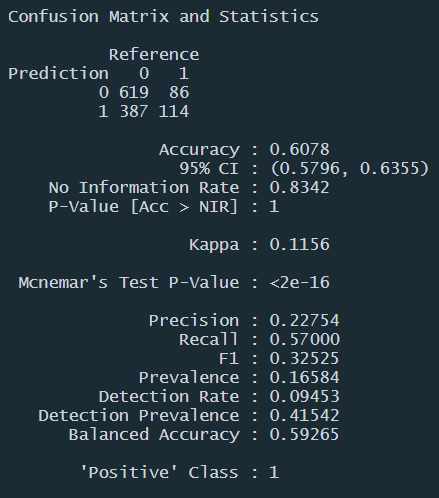 Confusion Matrix and Statistics
Reference
Prediction 0 1
0 619 86
1 387 114
Accuracy : 0.6078
95% CI : (0.5796, 0.6355)
No Information Rate : 0.8342
P-Value [Acc > NIR] : 1
Kappa : 0.1156
Mcnemar's Test P-Value : <2e-16
Precision : 0.22754
Recall : 0.57000
F1 : 0.32525
Prevalence : 0.16584
Detection Rate : 0.09453
Detection Prevalence : 0.41542
Balanced Accuracy : 0.59265
'Positive' Class : 1